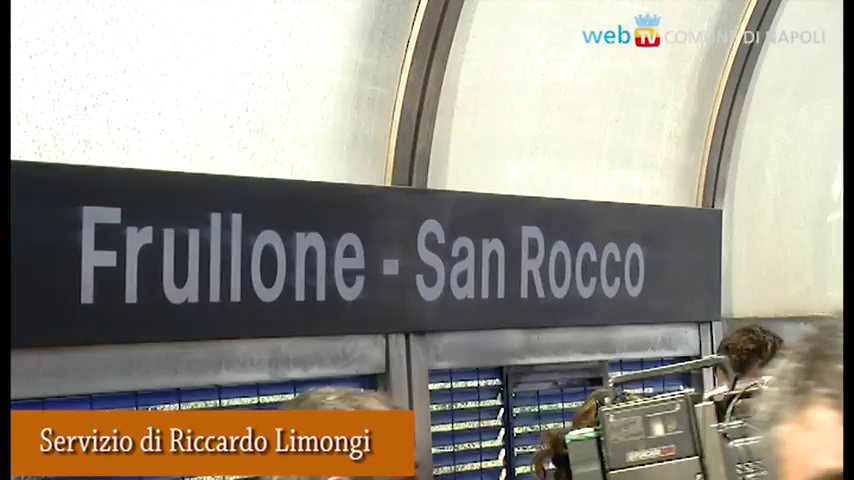 web TV COMUNE DI NAPOLI
Frullone - San Rocco
Servizio di Riccardo Limongi